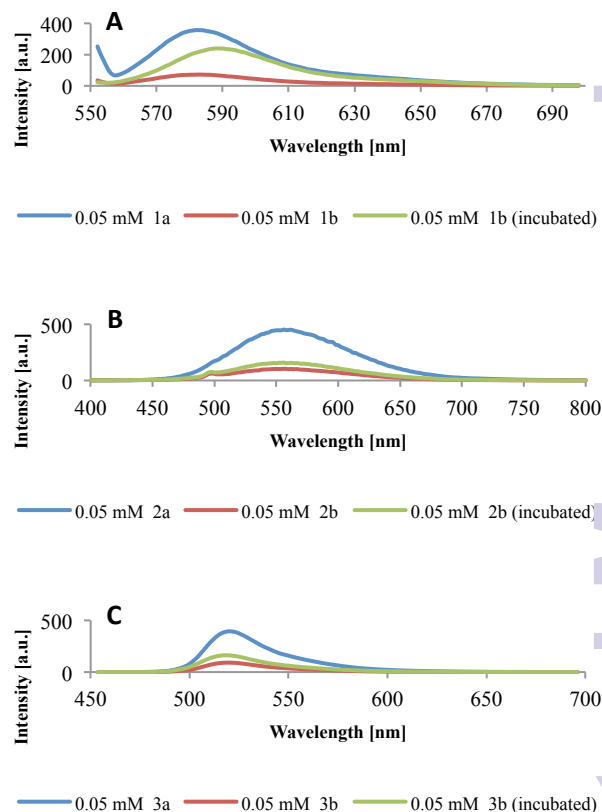 A
Intensity [a.u.]
400
200
0
550 570 590 610 630 650 670 690
Wavelength [nm]
0.05 mM 1a 0.05 mM 1b 0.05 mM 1b (incubated)
B
Intensity [a.u.]
500
0
400 450 500 550 600 650 700 750 800
Wavelength [nm]
0.05 mM 2a 0.05 mM 2b 0.05 mM 2b (incubated)
C
Intensity [a.u.]
500
0
450 500 550 600 650 700
Wavelength [nm]
0.05 mM 3a 0.05 mM 3b 0.05 mM 3b (incubated)